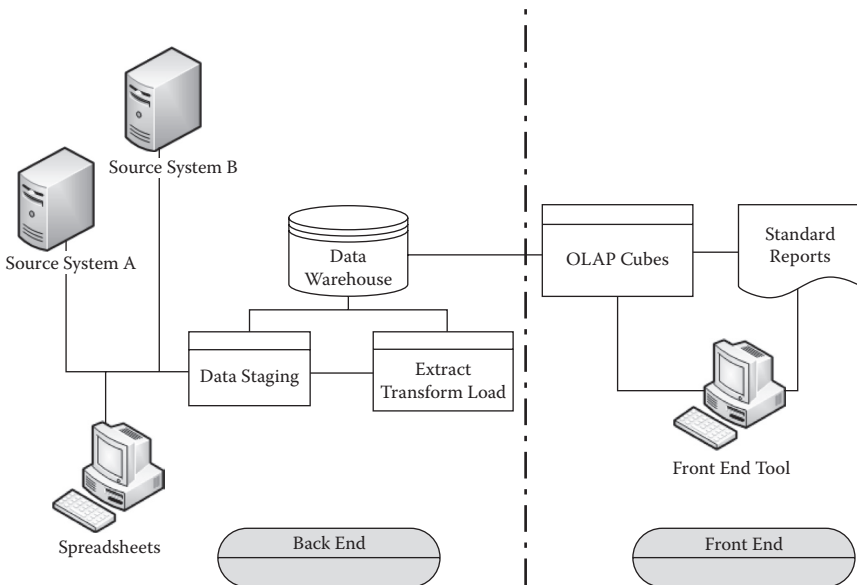 Source System B
Source System A
Data
Warehouse
OLAP Cubes
Standard
Reports
Data Staging
Extract
Transform Load
Front End Tool
Spreadsheets
Back End
Front End